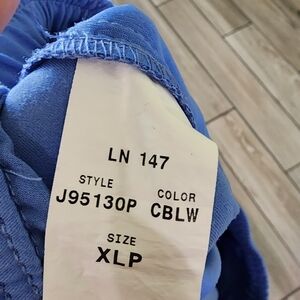 LN 147
STYLE COLOR
J95130P CBLW
SIZE
XLP